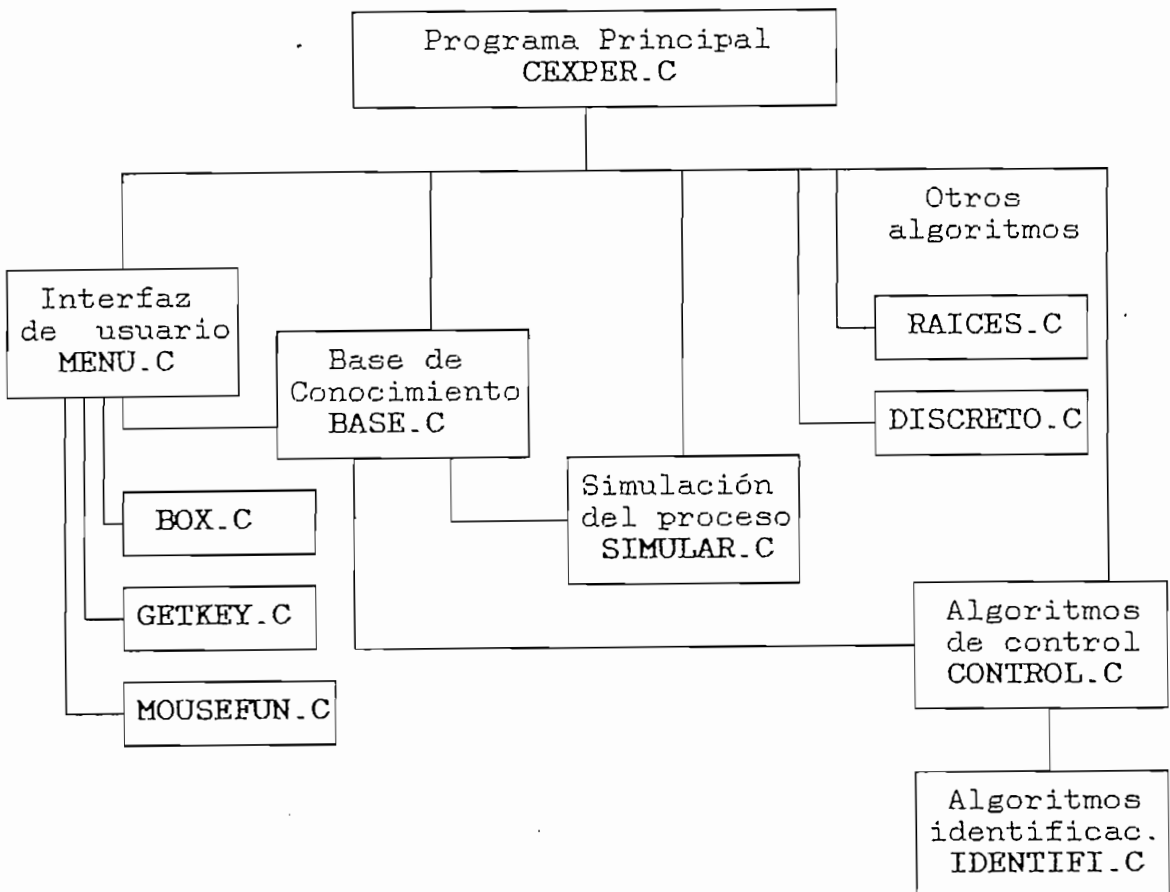 Programa Principal
CEXPER.C
Otros
algoritmos
Interfaz
de usuario
MENU.C
RAICES.C
Base de
Conocimiento
BASE.C
DISCRETO.C
Simulación
del proceso
SIMULAR.C
BOX.C
GETKEY.C
MOUSEFUN.C
Algoritmos
de control
CONTROL.C
Algoritmos
identificac.
IDENTIFI.C